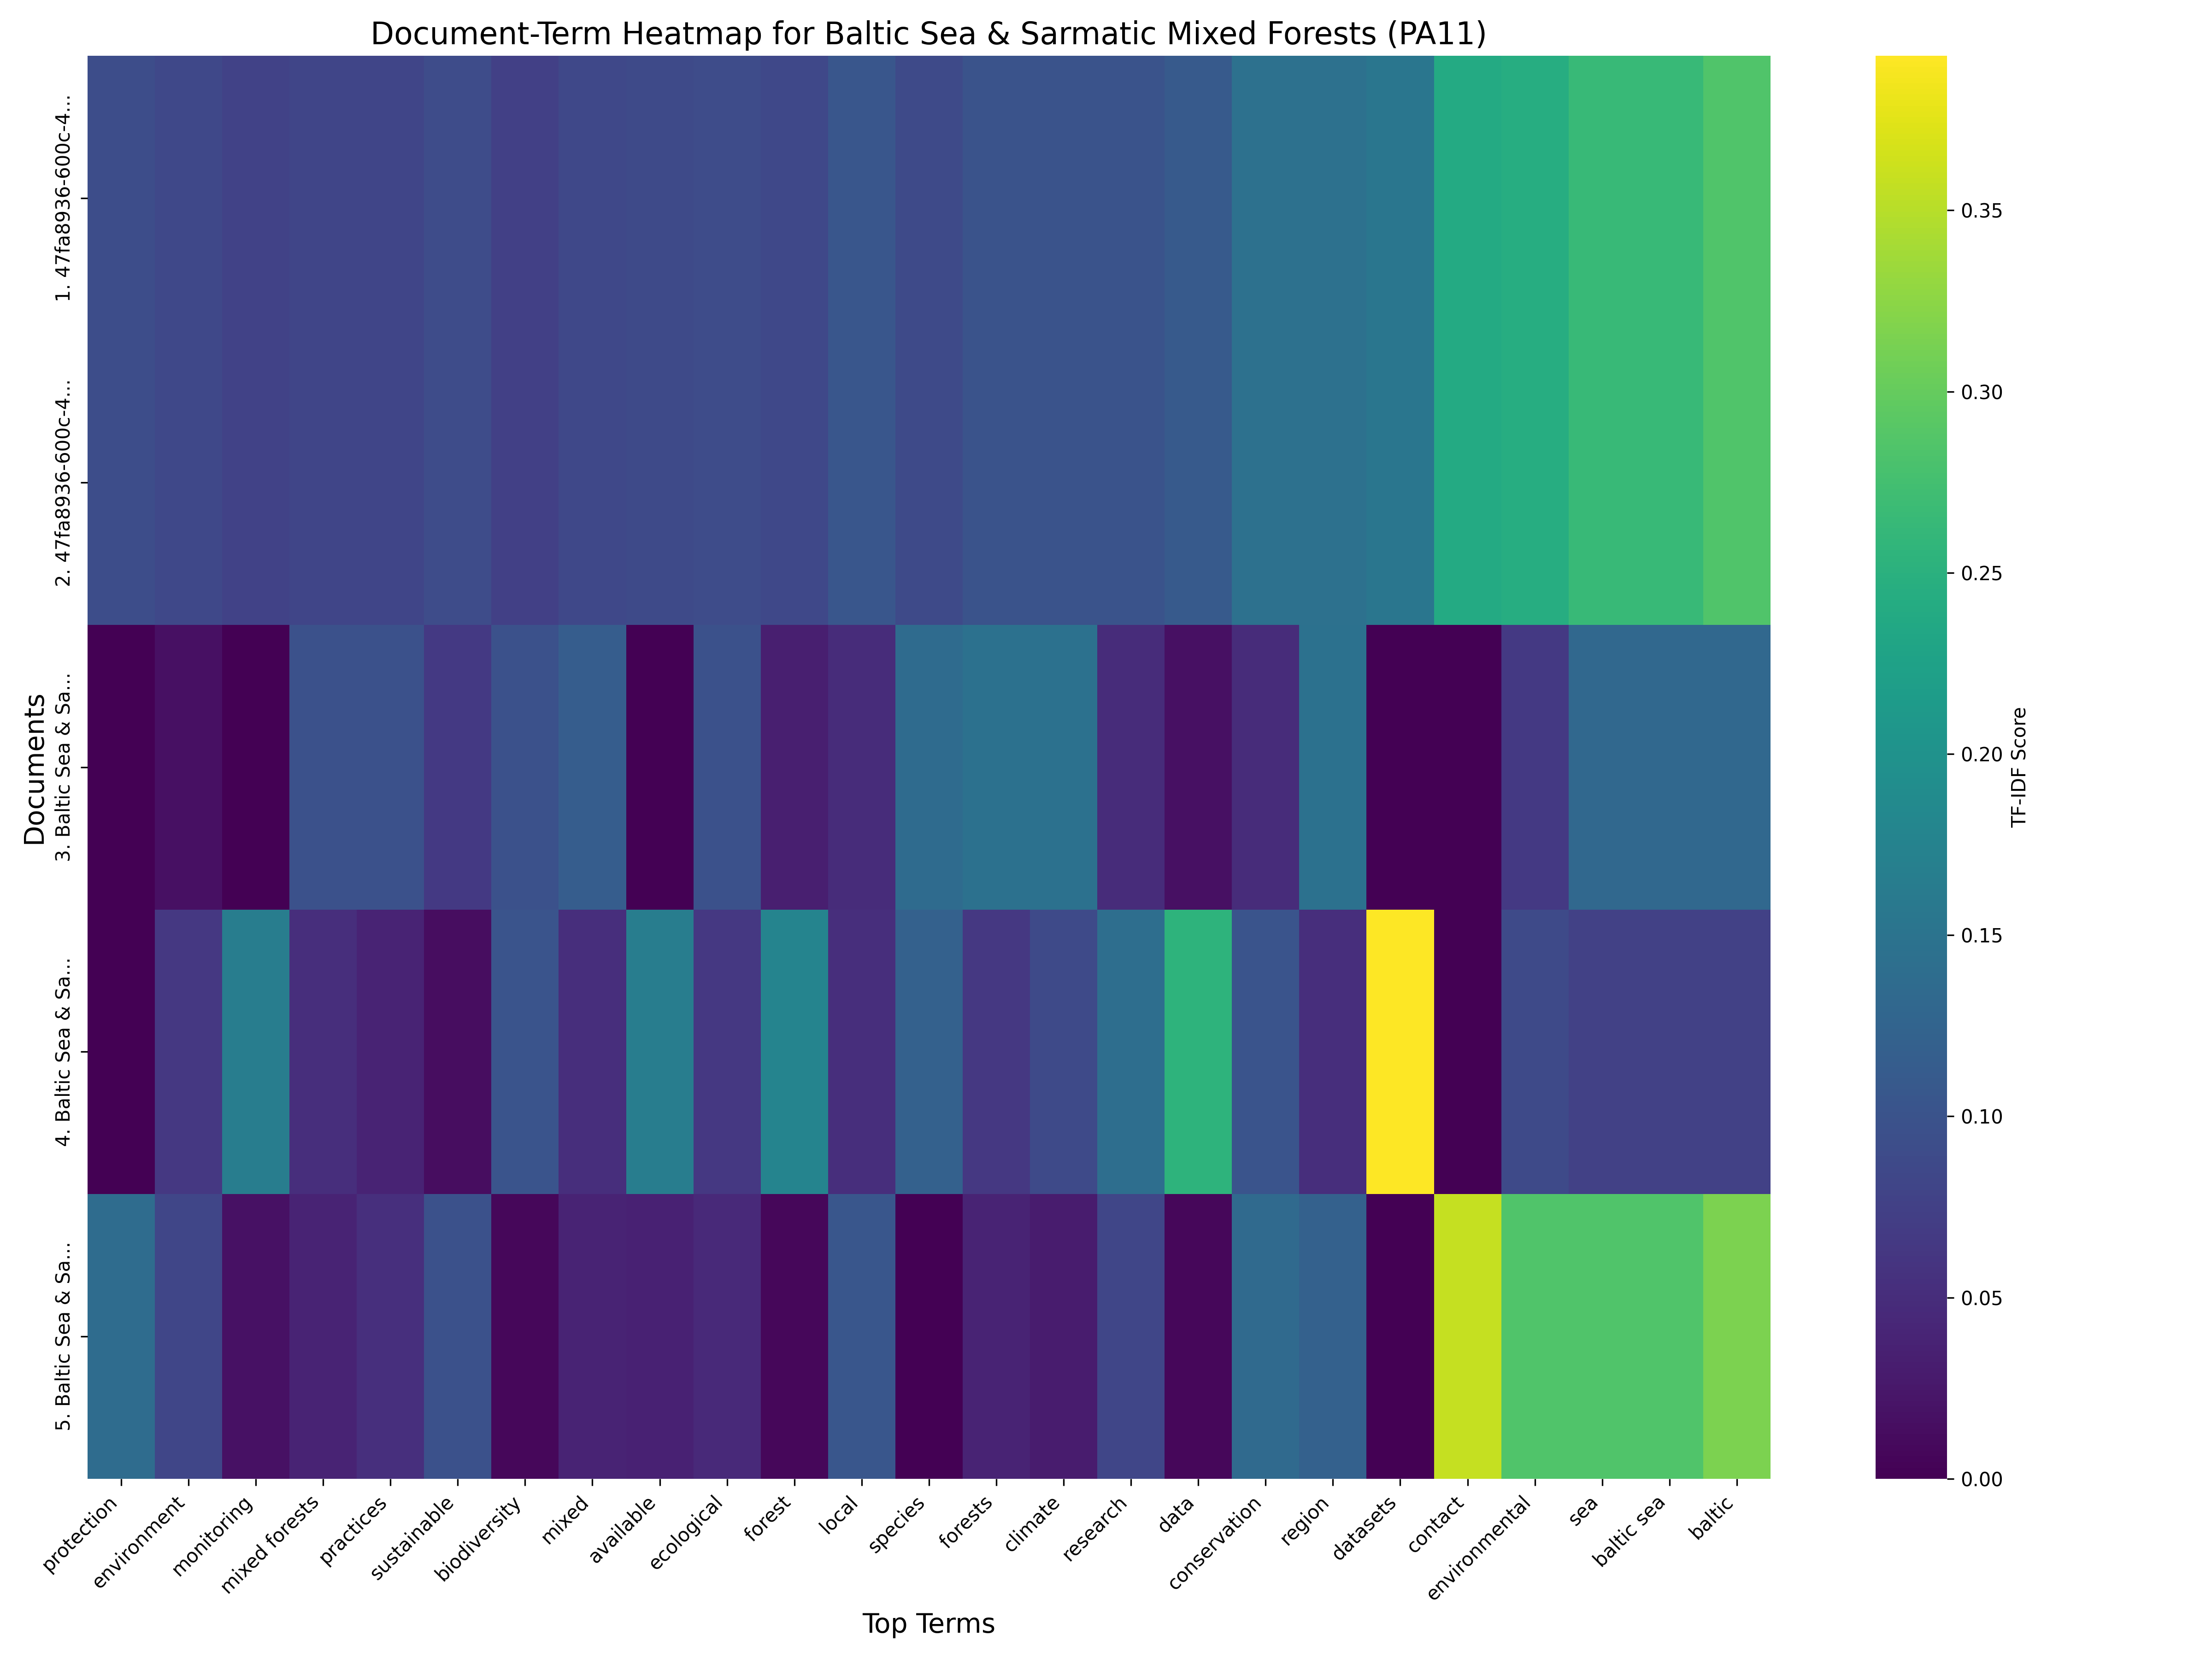 Document-Term Heatmap for Baltic Sea & Sarmatic Mixed Forests (PA11)
Documents
1. 47fa8936-600c-4...
2. 47fa8936-600c-4...
3. Baltic Sea & Sa...
4. Baltic Sea & Sa...
5. Baltic Sea & Sa...
protection
environment
monitoring
mixed forests
practices
sustainable
biodiversity
mixed
available
ecological
forest
local
species
forests
climate
research
data
conservation
region
datasets
contact
environmental
sea
baltic sea
baltic
Top Terms
0.35
0.30
0.25
0.20
0.15
0.10
0.05
0.00
TF-IDF Score